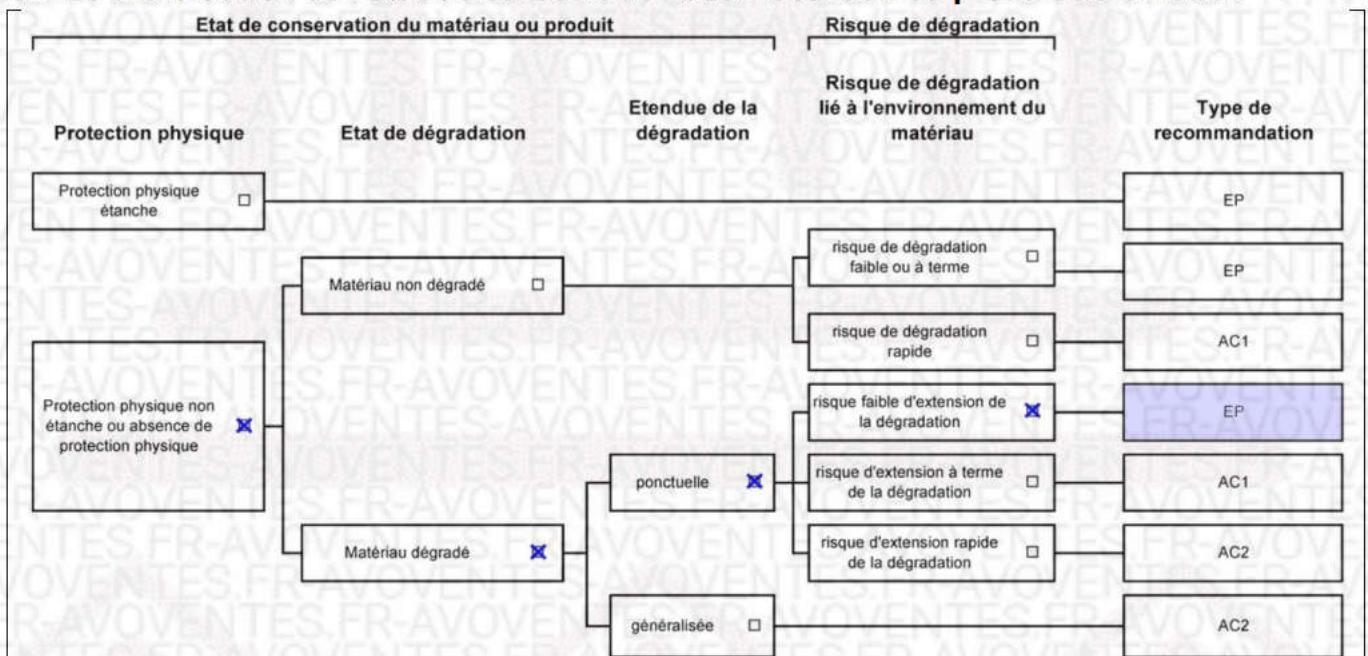 Etat de conservation du matériau ou produit
Risque de dégradation
Protection physique
Etat de dégradation
Etendue de la
dégradation
Risque de dégradation
lié à l'environnement du
matériau
Type de
recommandation
Protection physique
étanche
EP
risque de dégradation
faible ou à terme
EP
Matériau non dégradé
risque de dégradation
rapide
AC1
Protection physique non
étanche ou absence de
protection physique
risque faible d'extension de
la dégradation
EP
ponctuelle
risque d'extension à terme
de la dégradation
AC1
Matériau dégradé
risque d'extension rapide
de la dégradation
AC2
généralisée
AC2